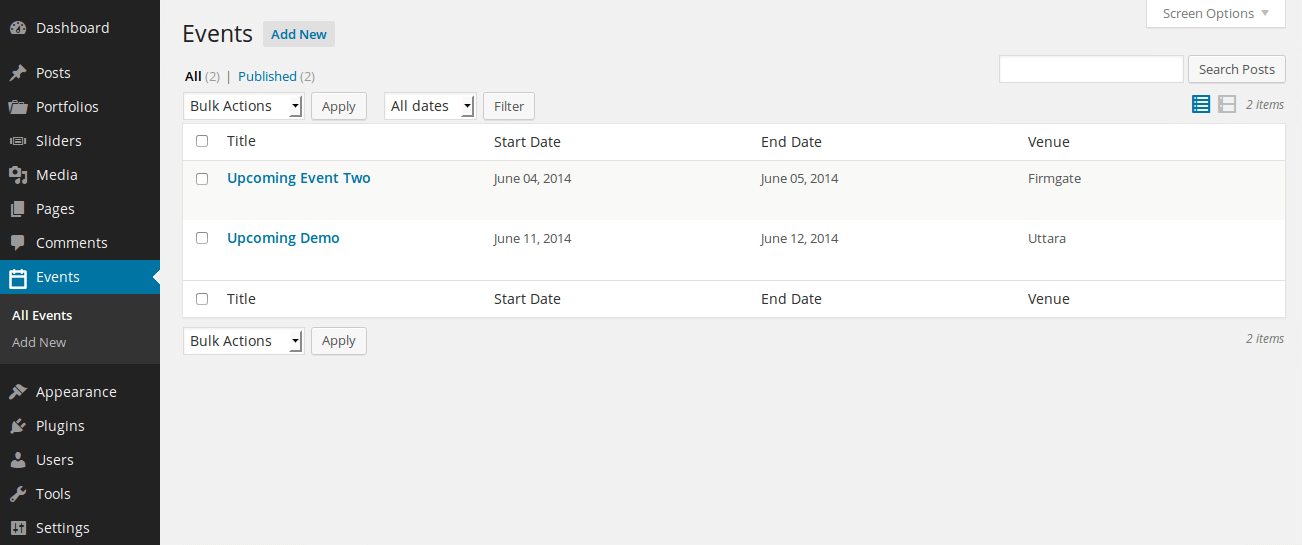 Screen Options
Dashboard
Posts
Portfolios
Sliders
Media
Pages
Comments
Events
All Events
Add New
Appearance
Plugins
Users
Tools
Settings
Events Add New
All (2) | Published (2)
Search Posts
Bulk Actions Apply All dates Filter 2 items
Title Start Date End Date Venue
Upcoming Event Two June 04, 2014 June 05, 2014 Firmgate
Upcoming Demo June 11, 2014 June 12, 2014 Uttara
Title Start Date End Date Venue
Bulk Actions Apply 2 items